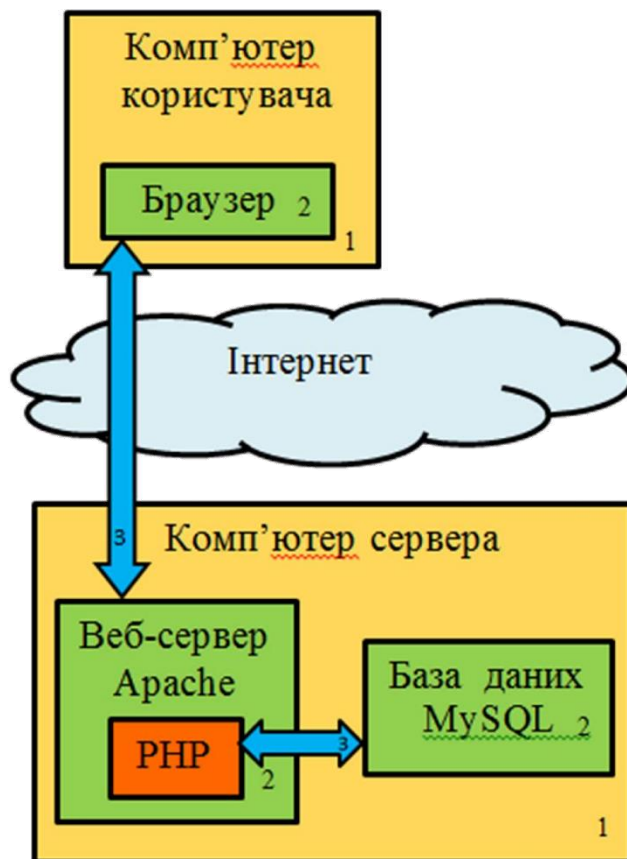 Комп’ютер
користувача
Браузер 2
1
Інтернет
3
Комп’ютер сервера
Веб-сервер
Apache
PHP
2
3
База даних
MySQL 2
1